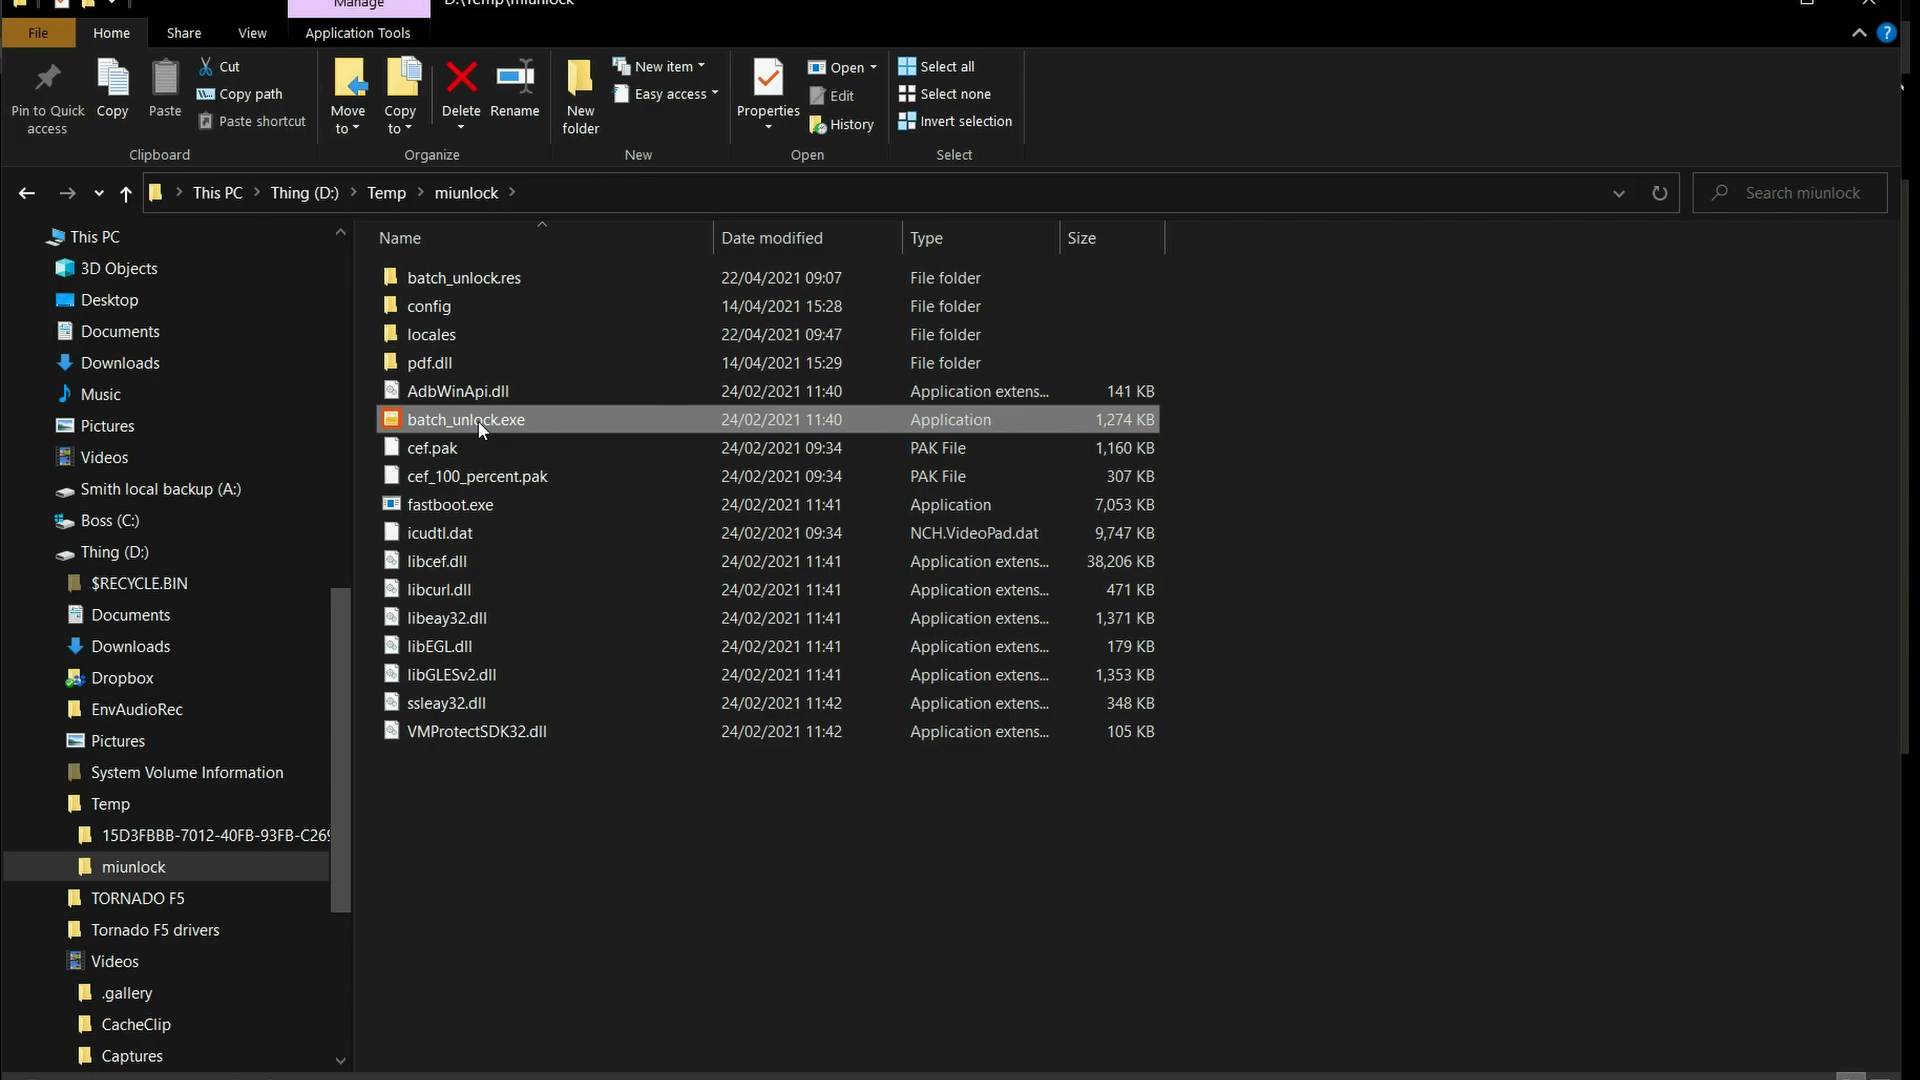 Manage
D:\Temp\miunlock
File
Home
Share
View
Application Tools
Pin to Quick access
Copy
Paste
Cut
Copy path
Paste shortcut
Clipboard
Move to
Copy to
Delete
Rename
Organize
New folder
New item
Easy access
New
Properties
Open
Edit
History
Open
Select all
Select none
Invert selection
Select
This PC > Thing (D:) > Temp > miunlock >
Search miunlock
This PC
3D Objects
Desktop
Documents
Downloads
Music
Pictures
Videos
Smith local backup (A:)
Boss (C:)
Thing (D:)
$RECYCLE.BIN
Documents
Downloads
Dropbox
EnvAudioRec
Pictures
System Volume Information
Temp
15D3FBBB-7012-40FB-93FB-C269
miunlock
TORNADO F5
Tornado F5 drivers
Videos
.gallery
CacheClip
Captures
Name Date modified Type Size
batch_unlock.res 22/04/2021 09:07 File folder
config 14/04/2021 15:28 File folder
locales 22/04/2021 09:47 File folder
pdf.dll 14/04/2021 15:29 File folder
AdbWinApi.dll 24/02/2021 11:40 Application extens... 141 KB
batch_unlock.exe 24/02/2021 11:40 Application 1,274 KB
cef.pak 24/02/2021 09:34 PAK File 1,160 KB
cef_100_percent.pak 24/02/2021 09:34 PAK File 307 KB
fastboot.exe 24/02/2021 11:41 Application 7,053 KB
icudtl.dat 24/02/2021 09:34 NCH.VideoPad.dat 9,747 KB
libcef.dll 24/02/2021 11:41 Application extens... 38,206 KB
libcurl.dll 24/02/2021 11:41 Application extens... 471 KB
libeay32.dll 24/02/2021 11:41 Application extens... 1,371 KB
libEGL.dll 24/02/2021 11:41 Application extens... 179 KB
libGLESv2.dll 24/02/2021 11:41 Application extens... 1,353 KB
ssleay32.dll 24/02/2021 11:42 Application extens... 348 KB
VMProtectSDK32.dll 24/02/2021 11:42 Application extens... 105 KB